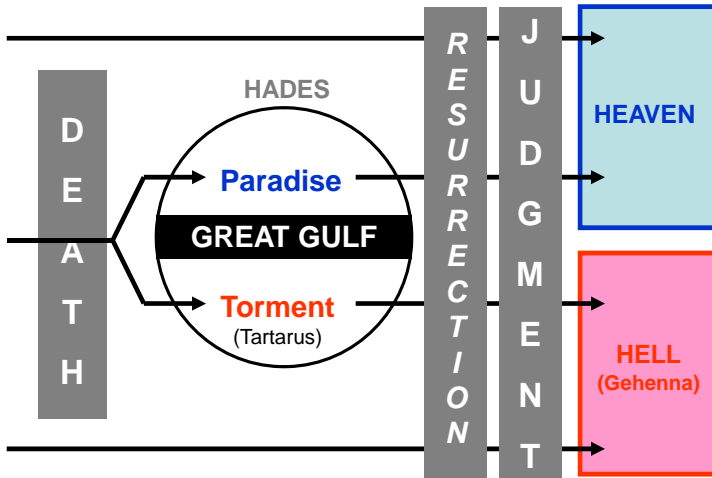 DEATH
HADES
Paradise
GREAT GULF
Torment
(Tartarus)
RESURRECTION
JUDGMENT
HEAVEN
HELL
(Gehenna)